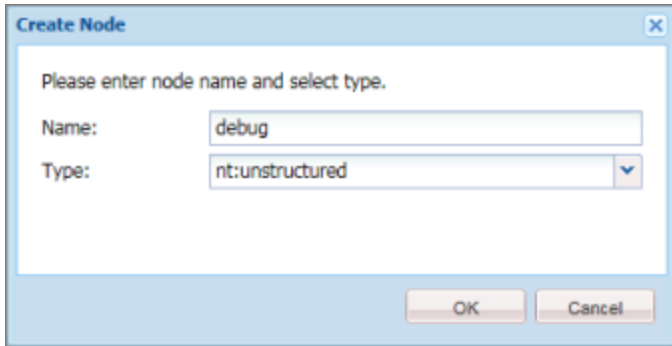 Create Node
Please enter node name and select type.
Name: debug
Type: nt:unstructured
OK Cancel